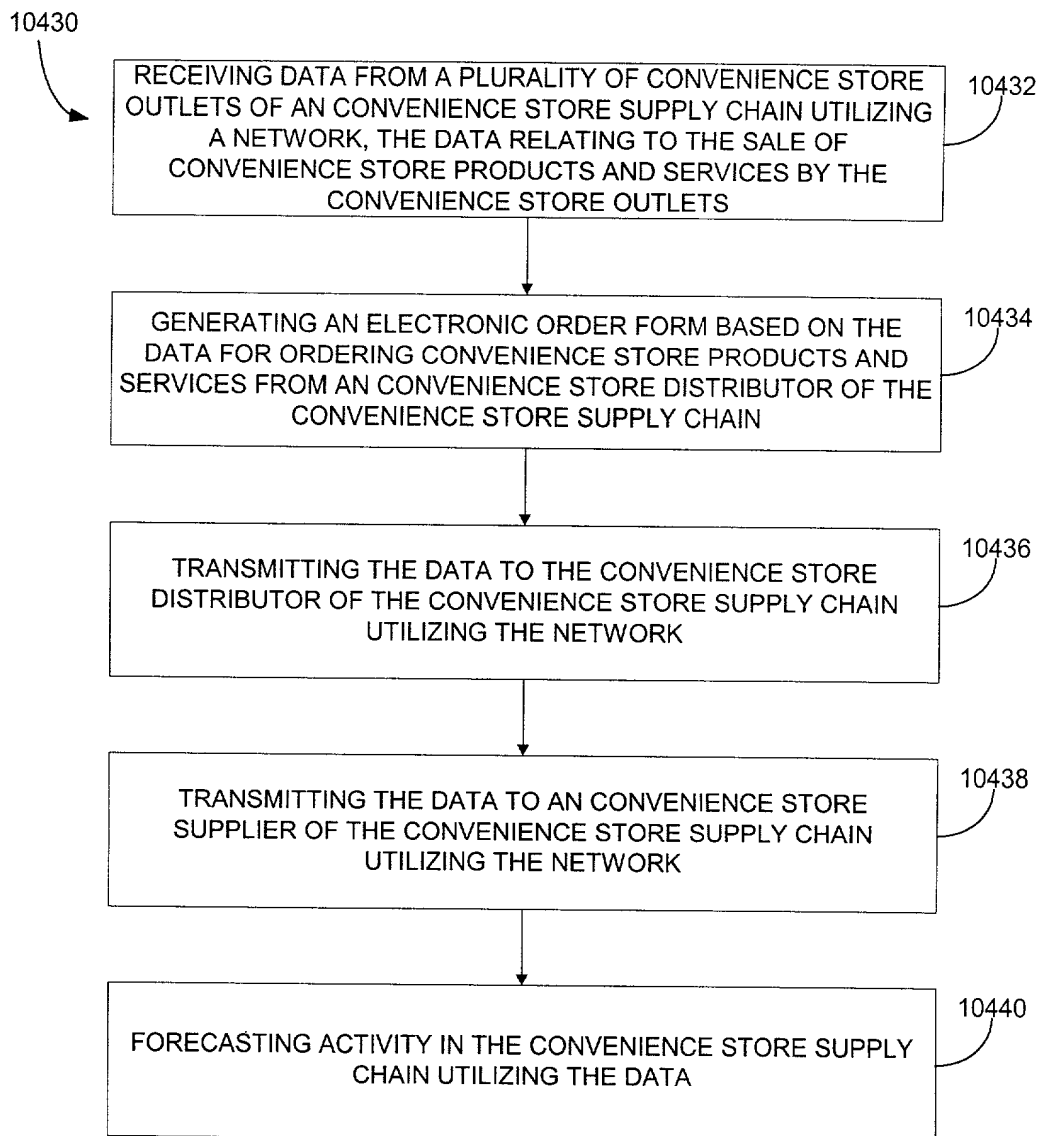 10430
RECEIVING DATA FROM A PLURALITY OF CONVENIENCE STORE
OUTLETS OF AN CONVENIENCE STORE SUPPLY CHAIN UTILIZING
A NETWORK, THE DATA RELATING TO THE SALE OF
CONVENIENCE STORE PRODUCTS AND SERVICES BY THE
CONVENIENCE STORE OUTLETS
10432
GENERATING AN ELECTRONIC ORDER FORM BASED ON THE
DATA FOR ORDERING CONVENIENCE STORE PRODUCTS AND
SERVICES FROM AN CONVENIENCE STORE DISTRIBUTOR OF THE
CONVENIENCE STORE SUPPLY CHAIN
10434
TRANSMITTING THE DATA TO THE CONVENIENCE STORE
DISTRIBUTOR OF THE CONVENIENCE STORE SUPPLY CHAIN
UTILIZING THE NETWORK
10436
TRANSMITTING THE DATA TO AN CONVENIENCE STORE
SUPPLIER OF THE CONVENIENCE STORE SUPPLY CHAIN
UTILIZING THE NETWORK
10438
FORECASTING ACTIVITY IN THE CONVENIENCE STORE SUPPLY
CHAIN UTILIZING THE DATA
10440